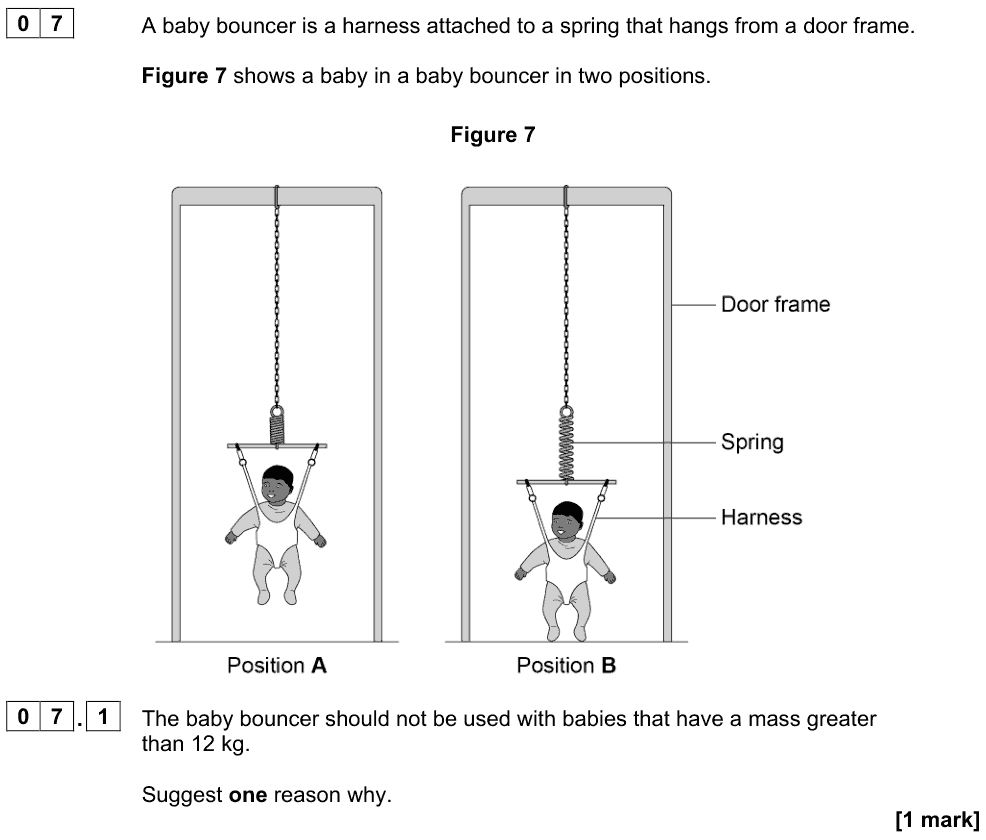 0 7 A baby bouncer is a harness attached to a spring that hangs from a door frame.
Figure 7 shows a baby in a baby bouncer in two positions.
Figure 7
Door frame
Spring
Harness
Position A Position B
0 7 . 1 The baby bouncer should not be used with babies that have a mass greater
than 12 kg.
Suggest one reason why.
[1 mark]